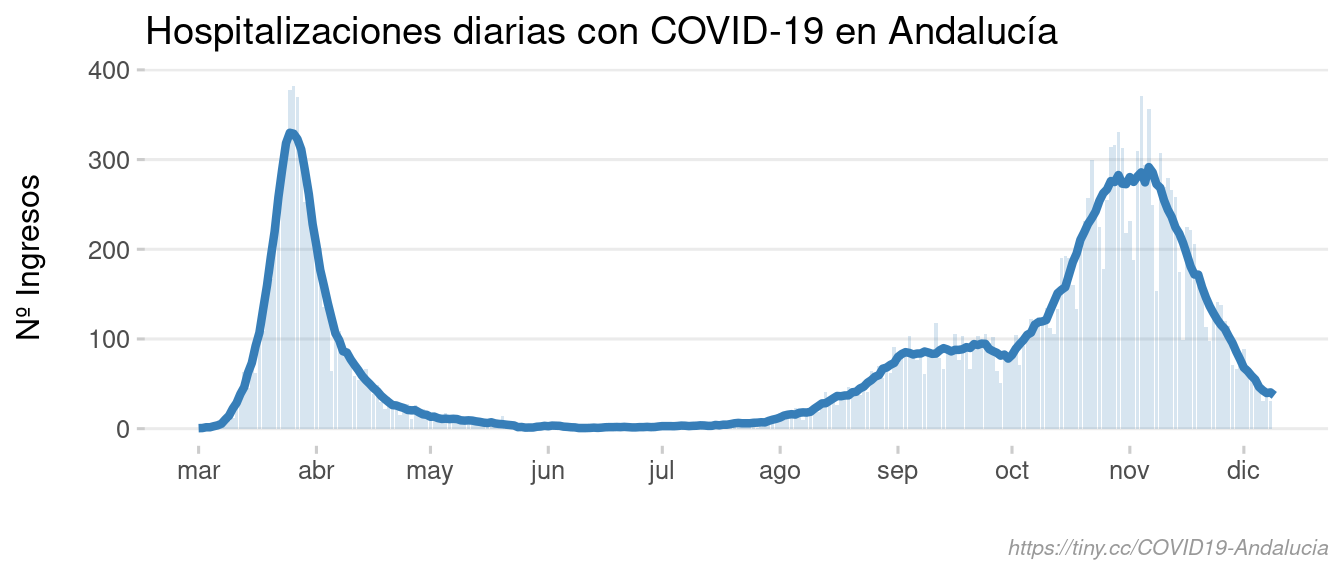 Hospitalizaciones diarias con COVID-19 en Andalucía
Nº Ingresos
400
300
200
100
0
mar abr may jun jul ago sep oct nov dic
https://tiny.cc/COVID19-Andalucia